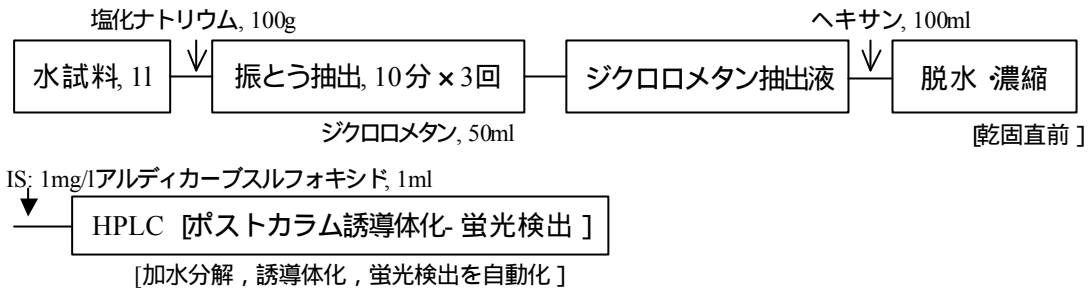 塩化ナトリウム, 100g
ヘキサン, 100ml
水試料, 1l
振とう抽出, 10分×3回
ジクロロメタン抽出液
脱水・濃縮
ジクロロメタン, 50ml
[乾固直前]
IS: 1mg/lアルディカーブスルフォキシド, 1ml
HPLC [ポストカラム誘導体化- 蛍光検出]
[加水分解, 誘導体化, 蛍光検出を自動化]